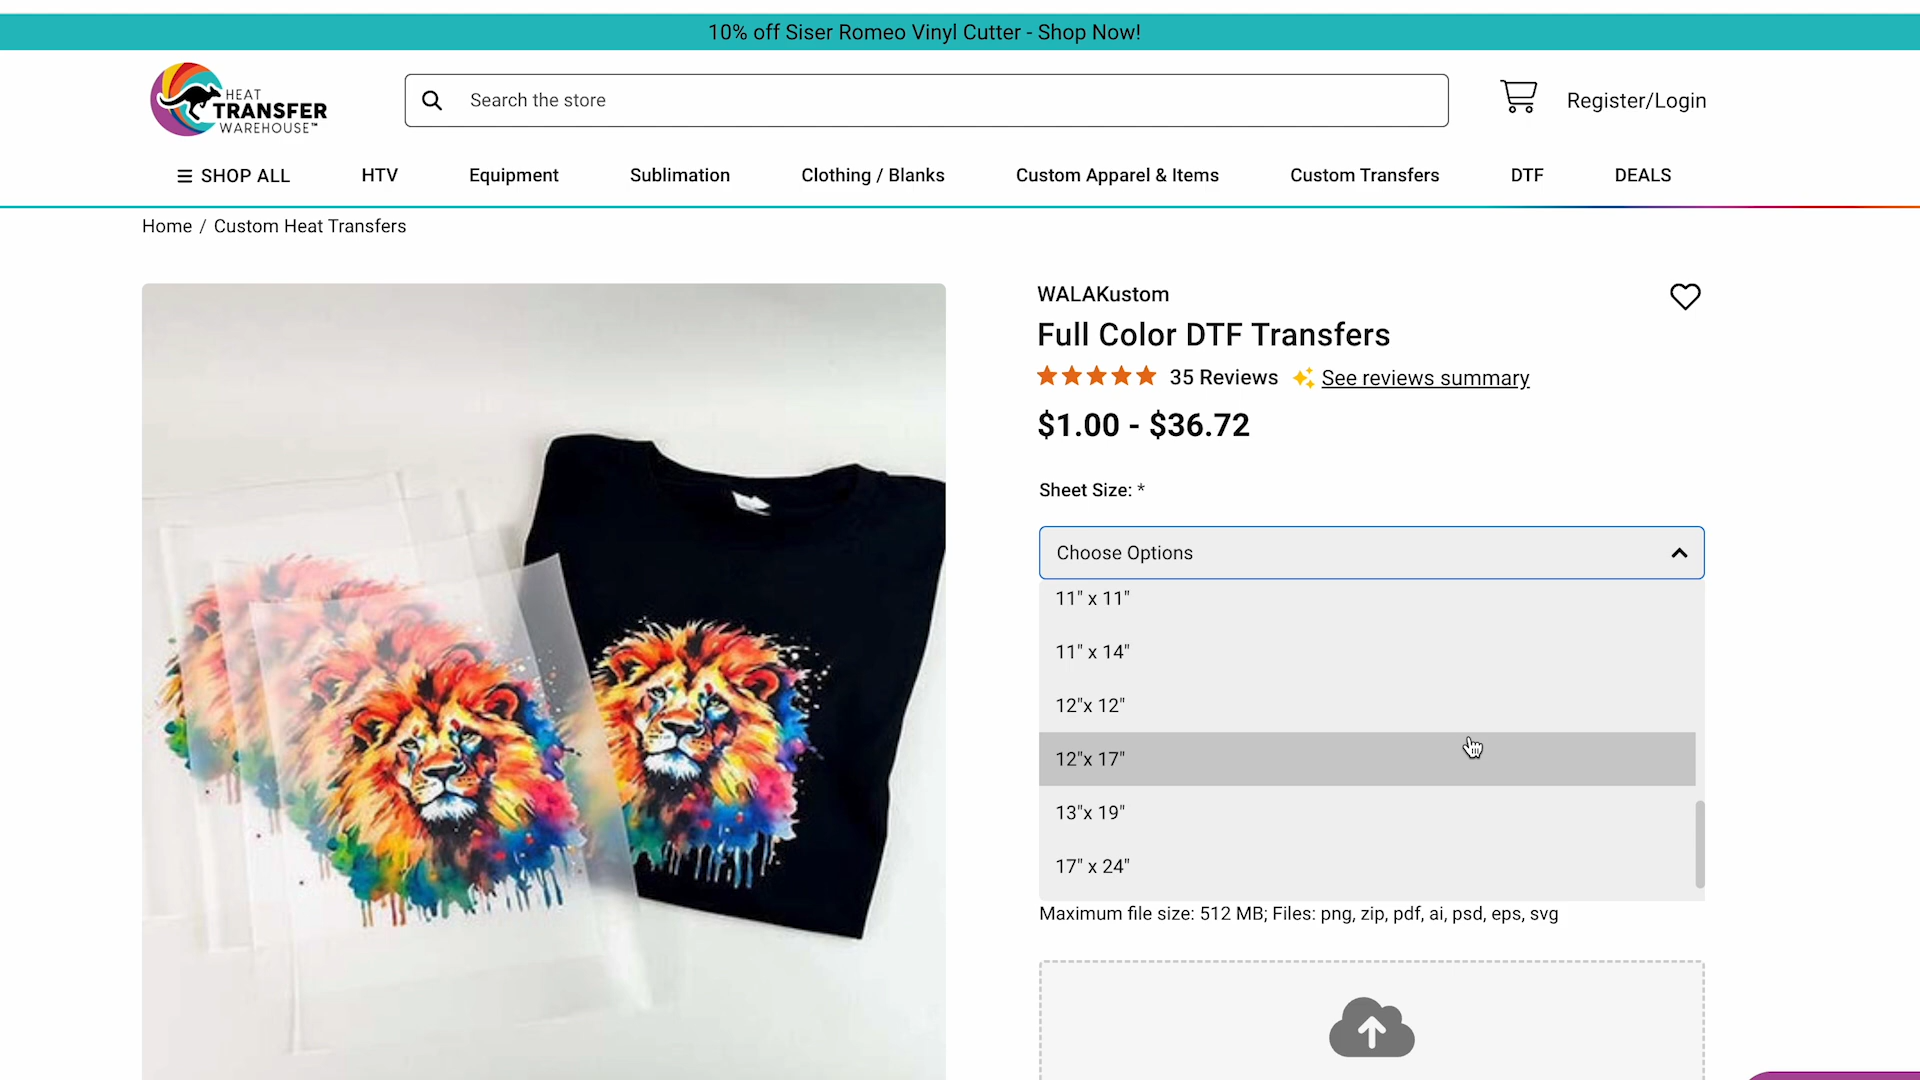 10% off Siser Romeo Vinyl Cutter - Shop Now!
HEAT
TRANSFER
WAREHOUSE™
Search the store
Register/Login
SHOP ALL
HTV
Equipment
Sublimation
Clothing / Blanks
Custom Apparel & Items
Custom Transfers
DTF
DEALS
Home / Custom Heat Transfers
WALAKustom
Full Color DTF Transfers
35 Reviews
See reviews summary
$1.00 - $36.72
Sheet Size: *
Choose Options
11" x 11"
11" x 14"
12"x 12"
12"x 17"
13"x 19"
17" x 24"
Maximum file size: 512 MB; Files: png, zip, pdf, ai, psd, eps, svg